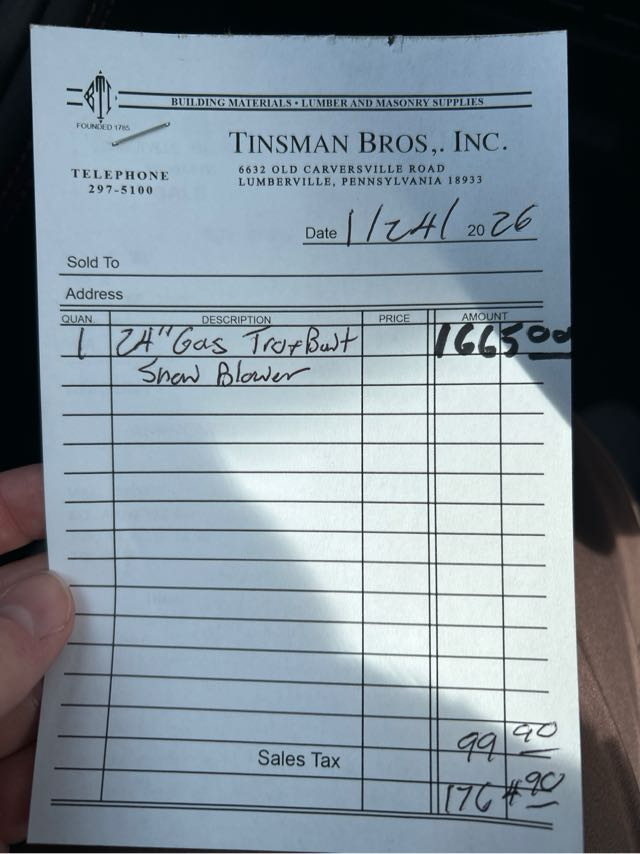 BTI
FOUNDED 1785
BUILDING MATERIALS • LUMBER AND MASONRY SUPPLIES
TINSMAN BROS,. INC.
TELEPHONE
297-5100
6632 OLD CARVERSVILLE ROAD
LUMBERVILLE, PENNSYLVANIA 18933
Date 1/24/ 20 26
Sold To
Address
QUAN. DESCRIPTION PRICE AMOUNT
1 24" Gas Troy Bult 1665 00
Snow Blower
99 90
Sales Tax
1764 90